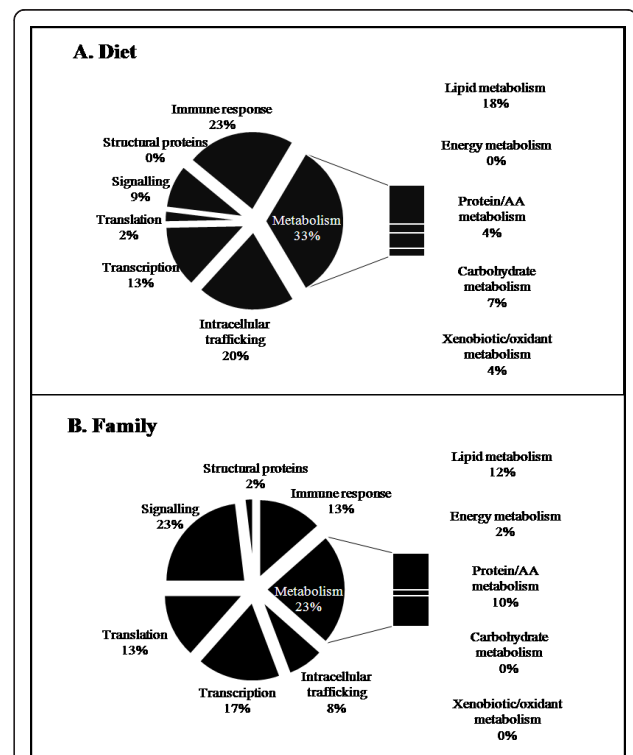 A. Diet
Immune response
23%
Structural proteins
0%
Signalling
9%
Translation
2%
Transcription
13%
Intracellular
trafficking
20%
Metabolism
33%
Lipid metabolism
18%
Energy metabolism
0%
Protein/AA
metabolism
4%
Carbohydrate
metabolism
7%
Xenobiotic/oxidant
metabolism
4%
B. Family
Structural proteins
2%
Immune response
13%
Signalling
23%
Metabolism
23%
Translation
13%
Transcription
17%
Intracellular
trafficking
8%
Lipid metabolism
12%
Energy metabolism
2%
Protein/AA
metabolism
10%
Carbohydrate
metabolism
0%
Xenobiotic/oxidant
metabolism
0%